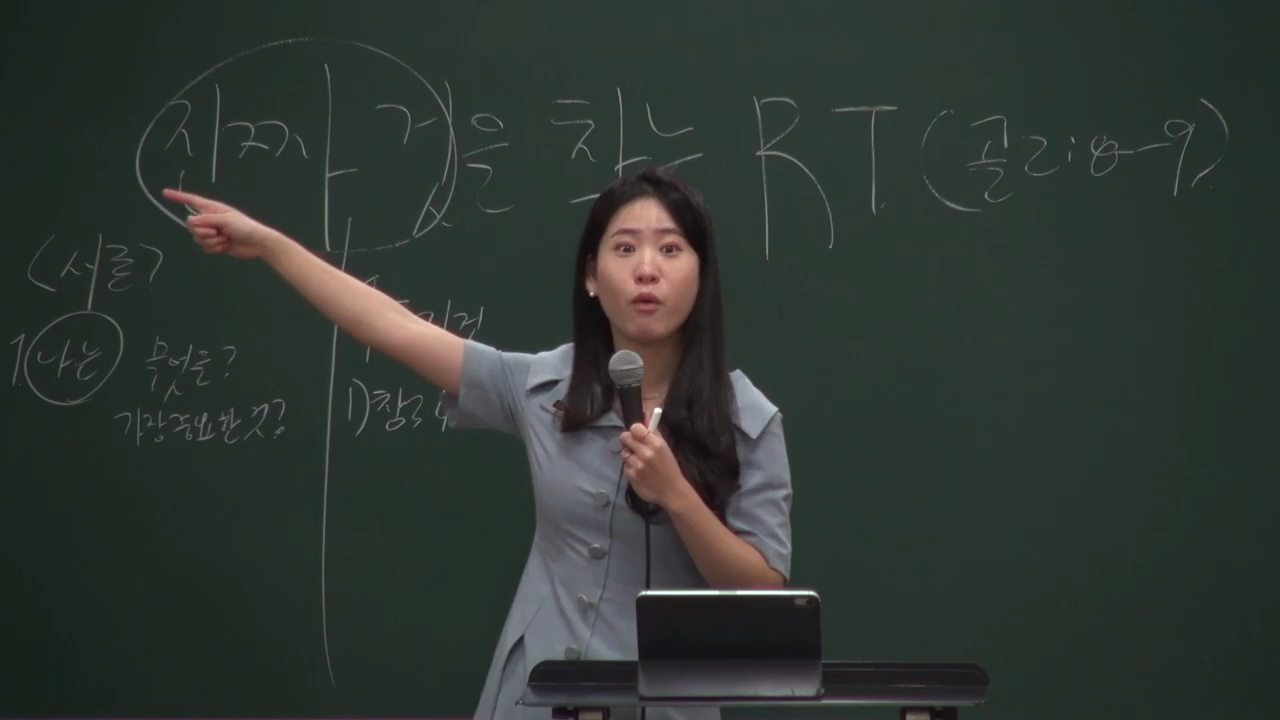 진짜 것을 찾는 RT (골2:8-9)
<서론>
1. 나는 무엇을?
가장중요한 것?
1) 창3